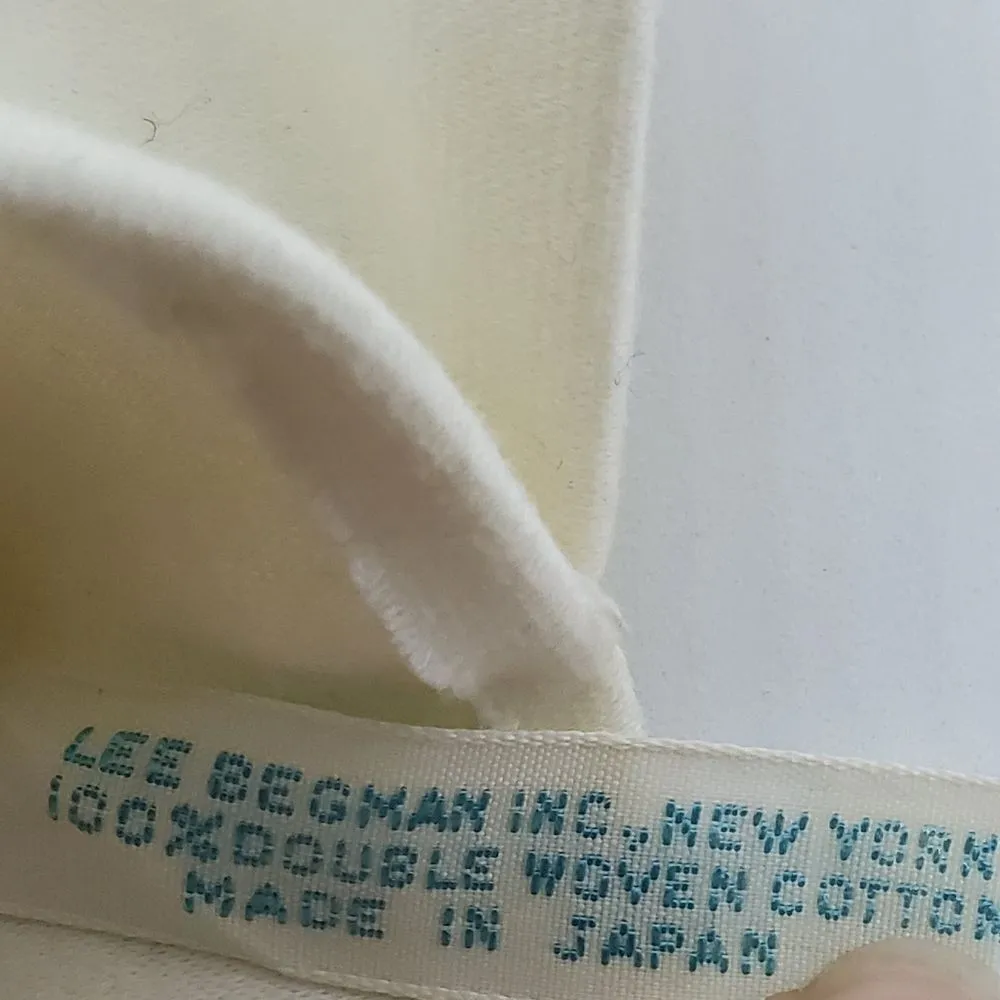 LEE BEGMAN INC., NEW YORK
100% DOUBLE WOVEN COTTON
MADE IN JAPAN